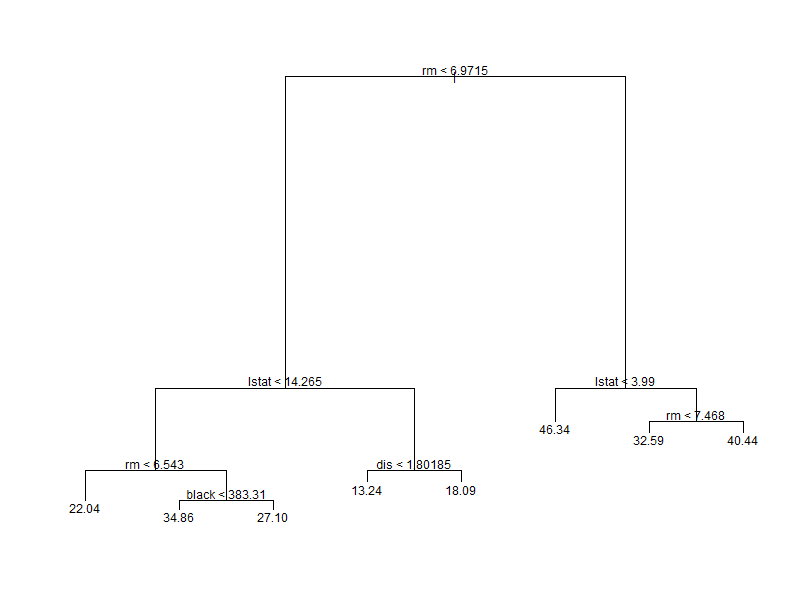 rm < 6.9715
lstat < 14.265
lstat < 3.99
rm < 7.468
46.34
32.59
40.44
rm < 6.543
dis < 1.80185
black < 383.31
13.24
18.09
22.04
34.86
27.10